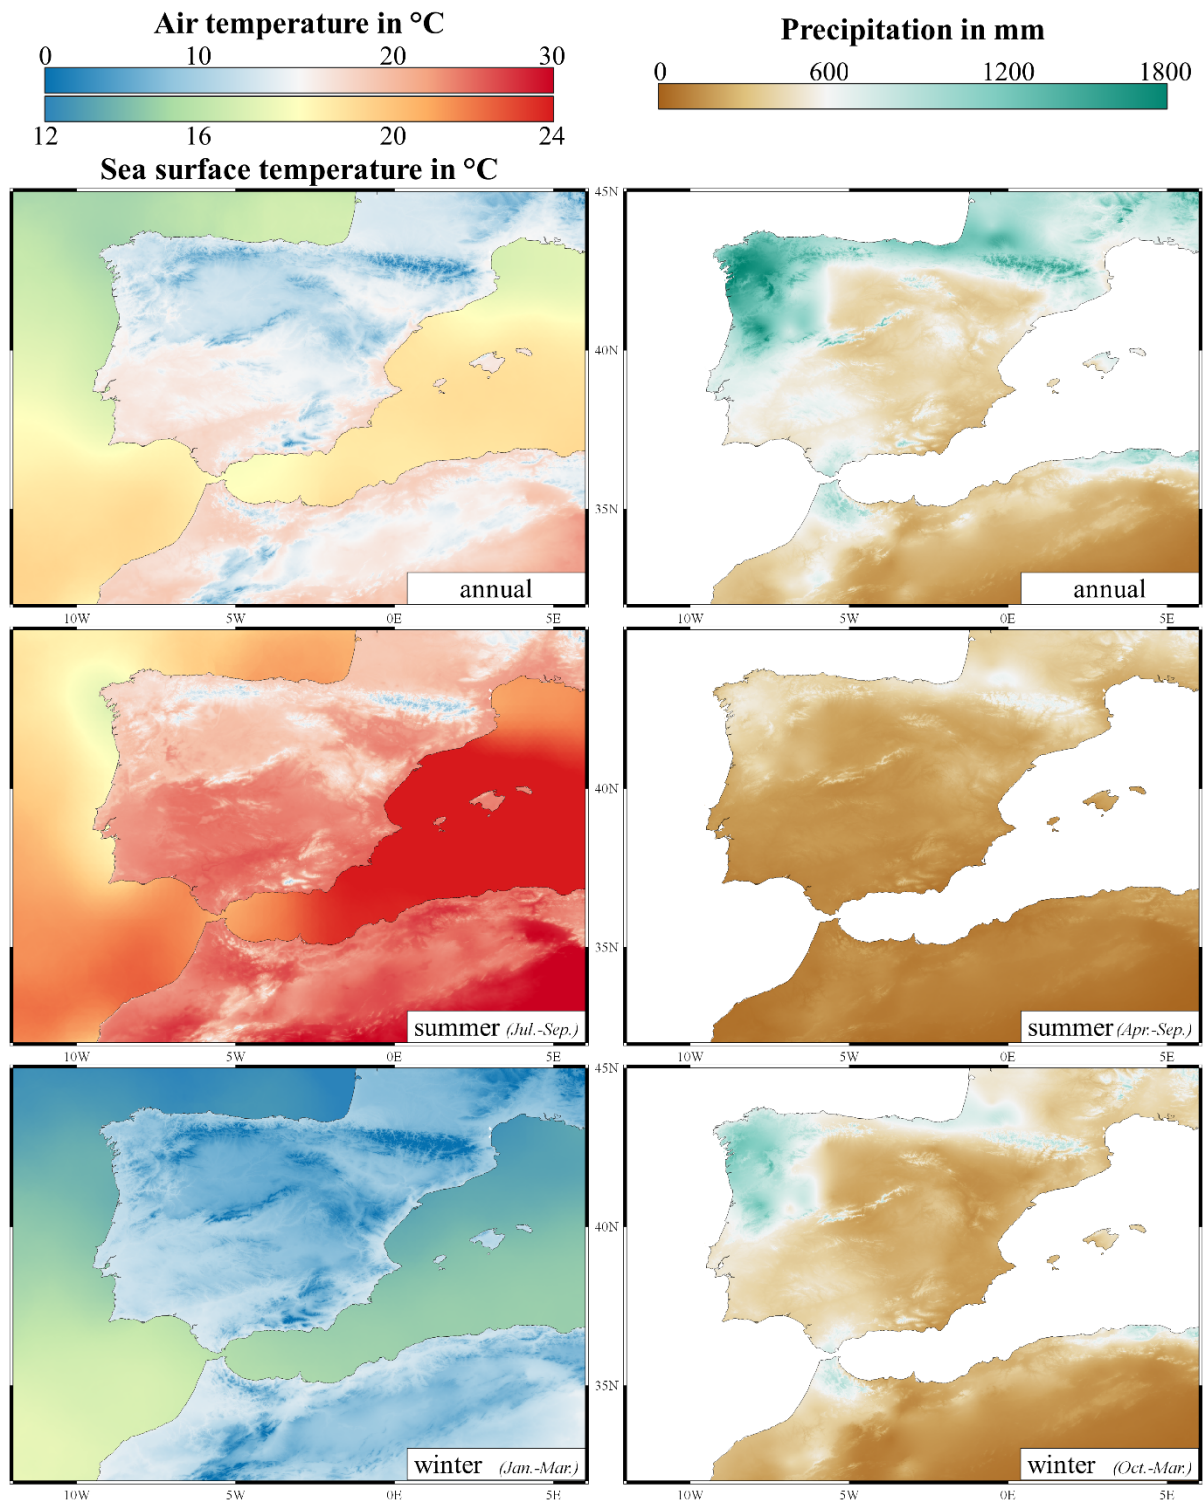 Air temperature in °C
0 10 20 30
12 16 20 24
Sea surface temperature in °C
Precipitation in mm
0 600 1200 1800
45N
40N
35N
annual
annual
10W 5W 0E
10W 5W 0E 5E
45N
40N
35N
summer (Jul.-Sep.)
summer (Apr.-Sep.)
10W 5W 0E
10W 5W 0E 5E
45N
40N
35N
winter (Jan.-Mar.)
winter (Oct.-Mar.)
10W 5W 0E
10W 5W 0E 5E